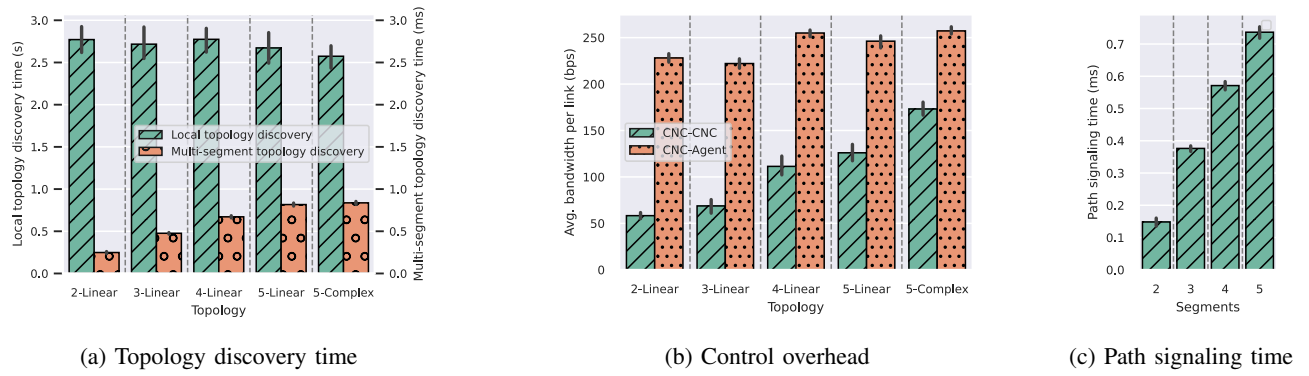 3.0
2.5
2.0
1.5
1.0
0.5
0.0
Local topology discovery time (s)
Local topology discovery
Multi-segment topology discovery
3.0
2.5
2.0
1.5
1.0
0.5
0.0
Multi-segment topology discovery time (ms)
2-Linear 3-Linear 4-Linear 5-Linear 5-Complex
Topology
(a) Topology discovery time
250
200
150
100
50
0
Avg. bandwidth per link (bps)
CNC-CNC
CNC-Agent
2-Linear 3-Linear 4-Linear 5-Linear 5-Complex
Topology
(b) Control overhead
0.7
0.6
0.5
0.4
0.3
0.2
0.1
0.0
Path signaling time (ms)
2 3 4 5
Segments
(c) Path signaling time